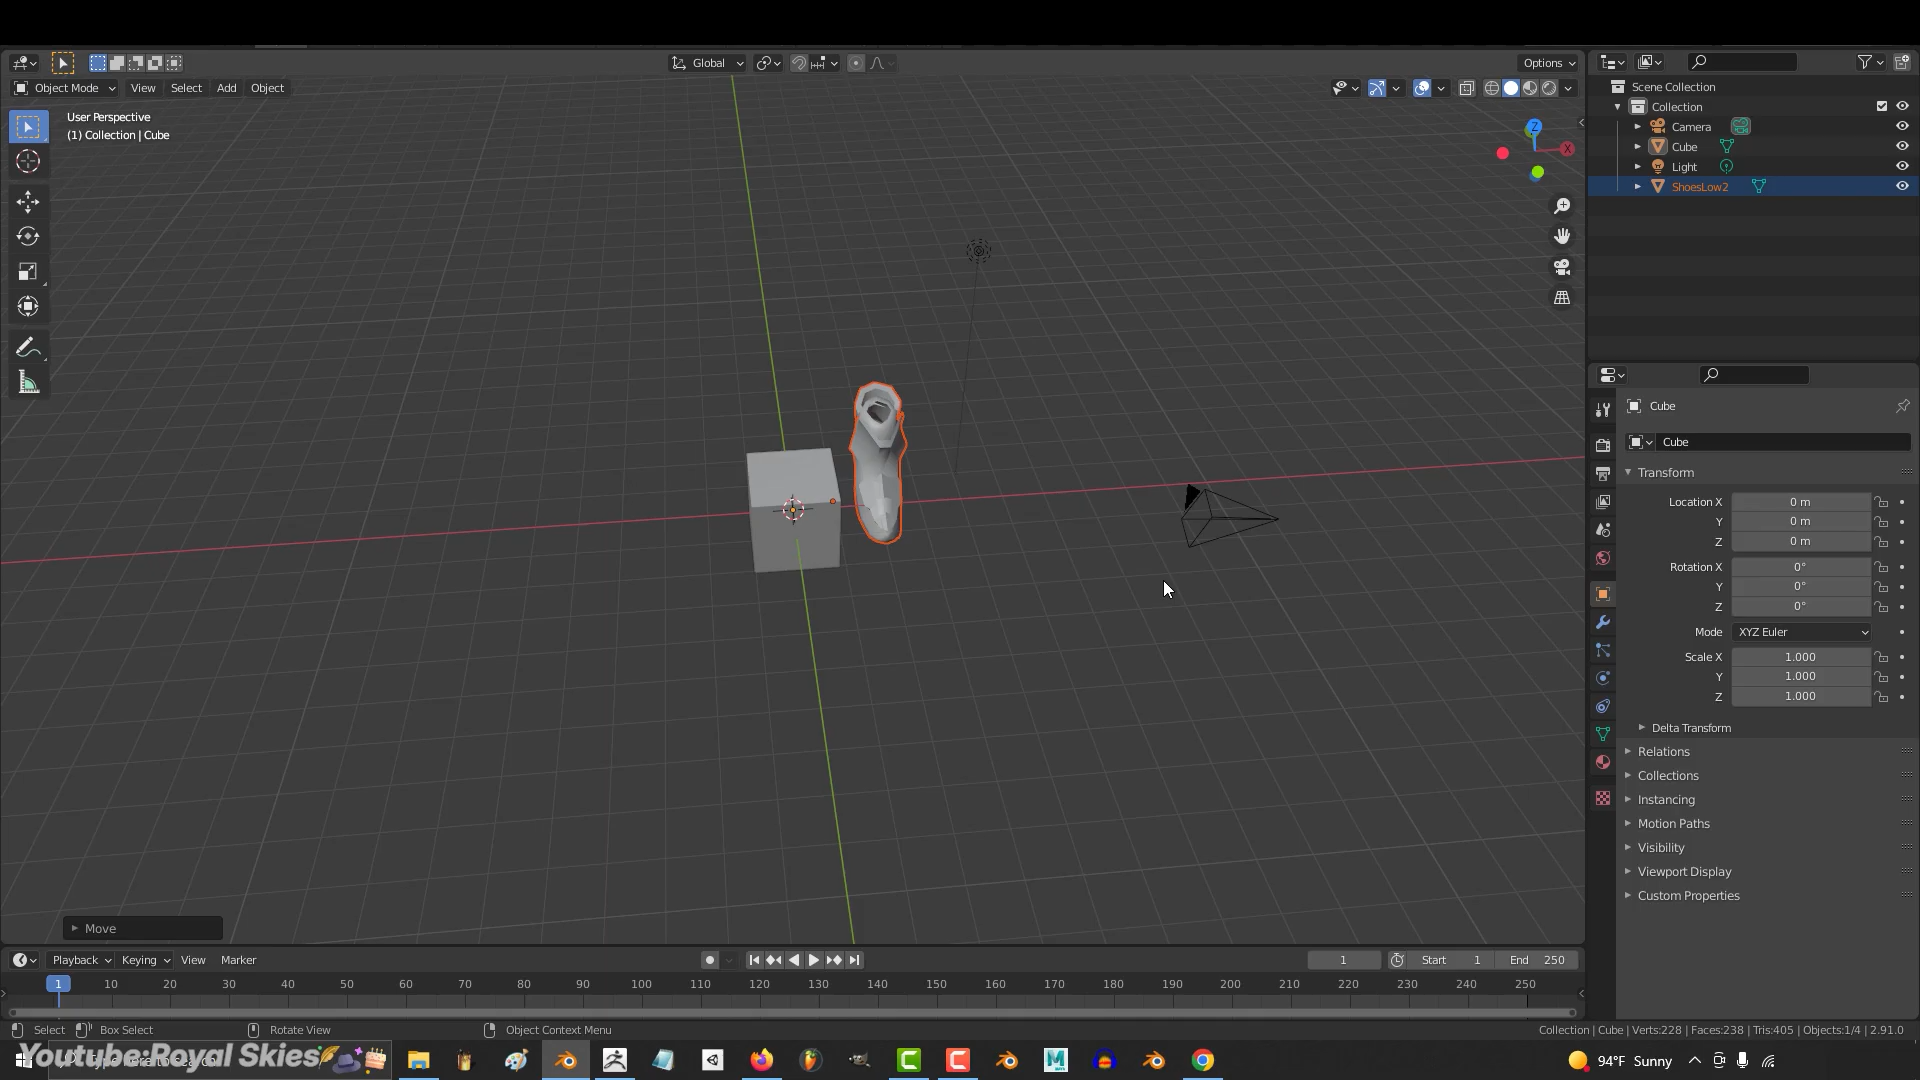 Global
Options
Object Mode
View
Select
Add
Object
User Perspective
(1) Collection | Cube
Z
X
Scene Collection
Collection
Camera
Cube
Light
ShoesLow2
Cube
Cube
Transform
Location X
0 m
Y
0 m
Z
0 m
Rotation X
0°
Y
0°
Z
0°
Mode
XYZ Euler
Scale X
1.000
Y
1.000
Z
1.000
Delta Transform
Relations
Collections
Instancing
Motion Paths
Visibility
Viewport Display
Custom Properties
Move
Playback
Keying
View
Marker
1
Start 1
End 250
1 10 20 30 40 50 60 70 80 90 100 110 120 130 140 150 160 170 180 190 200 210 220 230 240 250
Select
Box Select
Rotate View
Object Context Menu
Collection | Cube | Verts:228 | Faces:238 | Tris:405 | Objects:1/4 | 2.91.0
Youtube:Royal Skies
94°F Sunny